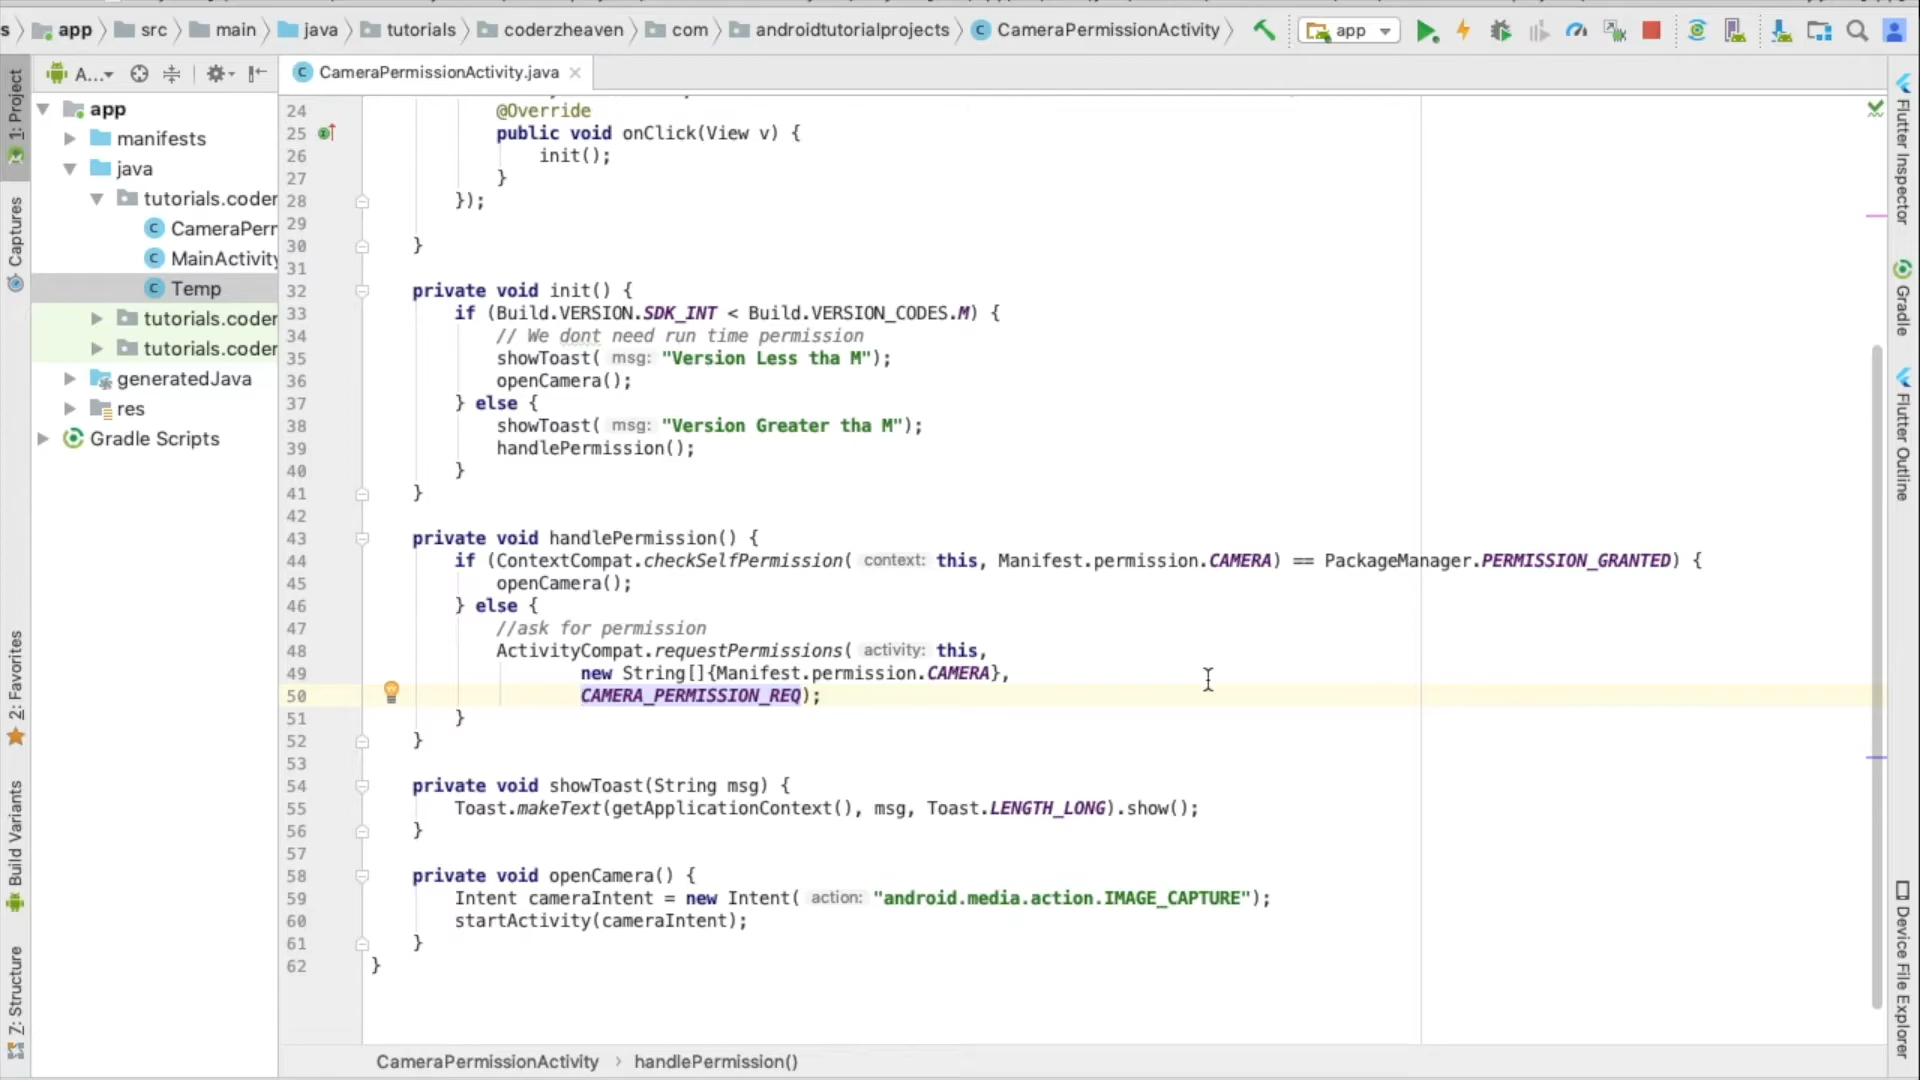 app src main java tutorials coderzheaven com androidtutorialprojects CameraPermissionActivity app
1: Project
Captures
2: Favorites
Build Variants
Z: Structure
A...
app
manifests
java
tutorials.coder
CameraPerm
MainActivity
Temp
tutorials.coder
tutorials.coder
generatedJava
res
Gradle Scripts
CameraPermissionActivity.java
24 @Override
25 public void onClick(View v) {
26 init();
27 }
28 });
29
30 }
31
32 private void init() {
33 if (Build.VERSION.SDK_INT < Build.VERSION_CODES.M) {
34 // We dont need run time permission
35 showToast( msg: "Version Less tha M");
36 openCamera();
37 } else {
38 showToast( msg: "Version Greater tha M");
39 handlePermission();
40 }
41 }
42
43 private void handlePermission() {
44 if (ContextCompat.checkSelfPermission( context: this, Manifest.permission.CAMERA) == PackageManager.PERMISSION_GRANTED) {
45 openCamera();
46 } else {
47 //ask for permission
48 ActivityCompat.requestPermissions( activity: this,
49 new String[]{Manifest.permission.CAMERA},
50 CAMERA_PERMISSION_REQ);
51 }
52 }
53
54 private void showToast(String msg) {
55 Toast.makeText(getApplicationContext(), msg, Toast.LENGTH_LONG).show();
56 }
57
58 private void openCamera() {
59 Intent cameraIntent = new Intent( action: "android.media.action.IMAGE_CAPTURE");
60 startActivity(cameraIntent);
61 }
62 }
CameraPermissionActivity › handlePermission()
Flutter Inspector
Gradle
Flutter Outline
Device File Explorer